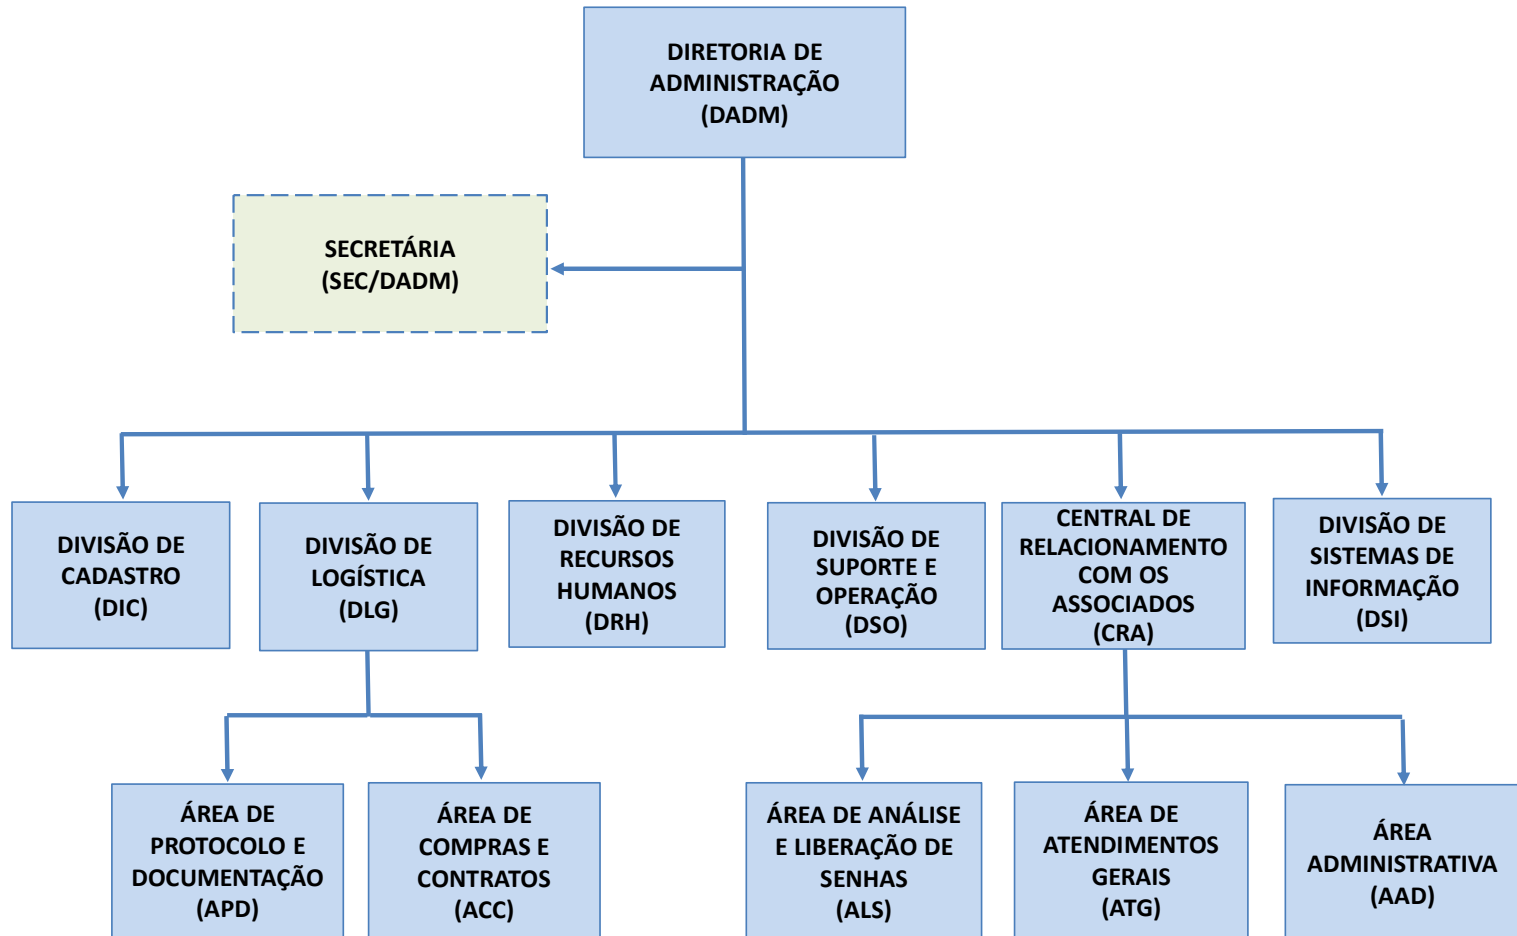 DIRETORIA DE
ADMINISTRAÇÃO
(DADM)
SECRETÁRIA
(SEC/DADM)
DIVISÃO DE
CADASTRO
(DIC)
DIVISÃO DE
LOGÍSTICA
(DLG)
DIVISÃO DE
RECURSOS
HUMANOS
(DRH)
DIVISÃO DE
SUPORTE E
OPERAÇÃO
(DSO)
CENTRAL DE
RELACIONAMENTO
COM OS
ASSOCIADOS
(CRA)
DIVISÃO DE
SISTEMAS DE
INFORMAÇÃO
(DSI)
ÁREA DE
PROTOCOLO E
DOCUMENTAÇÃO
(APD)
ÁREA DE
COMPRAS E
CONTRATOS
(ACC)
ÁREA DE ANÁLISE
E LIBERAÇÃO DE
SENHAS
(ALS)
ÁREA DE
ATENDIMENTOS
GERAIS
(ATG)
ÁREA
ADMINISTRATIVA
(AAD)